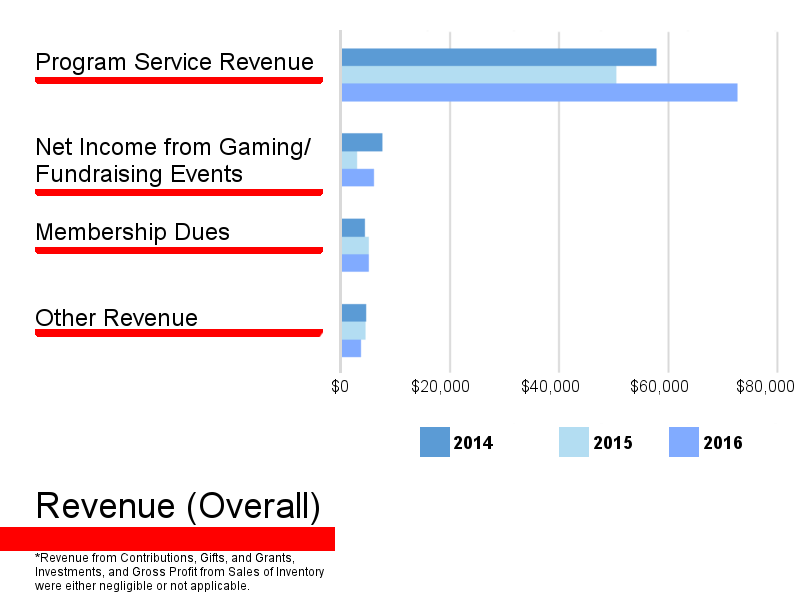 Program Service Revenue
Net Income from Gaming/
Fundraising Events
Membership Dues
Other Revenue
$0 $20,000 $40,000 $60,000 $80,000
2014 2015 2016
Revenue (Overall)
*Revenue from Contributions, Gifts, and Grants,
Investments, and Gross Profit from Sales of Inventory
were either negligible or not applicable.